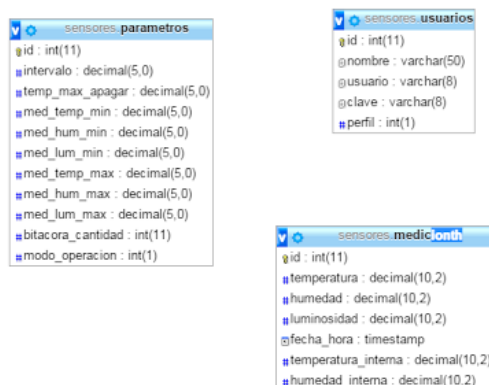 sensores.parametros
id : int(11)
intervalo : decimal(5,0)
temp_max_apagar : decimal(5,0)
med_temp_min : decimal(5,0)
med_hum_min : decimal(5,0)
med_lum_min : decimal(5,0)
med_temp_max : decimal(5,0)
med_hum_max : decimal(5,0)
med_lum_max : decimal(5,0)
bitacora_cantidad : int(11)
modo_operacion : int(1)
sensores.usuarios
id : int(11)
nombre : varchar(50)
usuario : varchar(8)
clave : varchar(8)
perfil : int(1)
sensores.medicionth
id : int(11)
temperatura : decimal(10,2)
humedad : decimal(10,2)
luminosidad : decimal(10,2)
fecha_hora : timestamp
temperatura_interna : decimal(10,2)
humedad_interna : decimal(10,2)